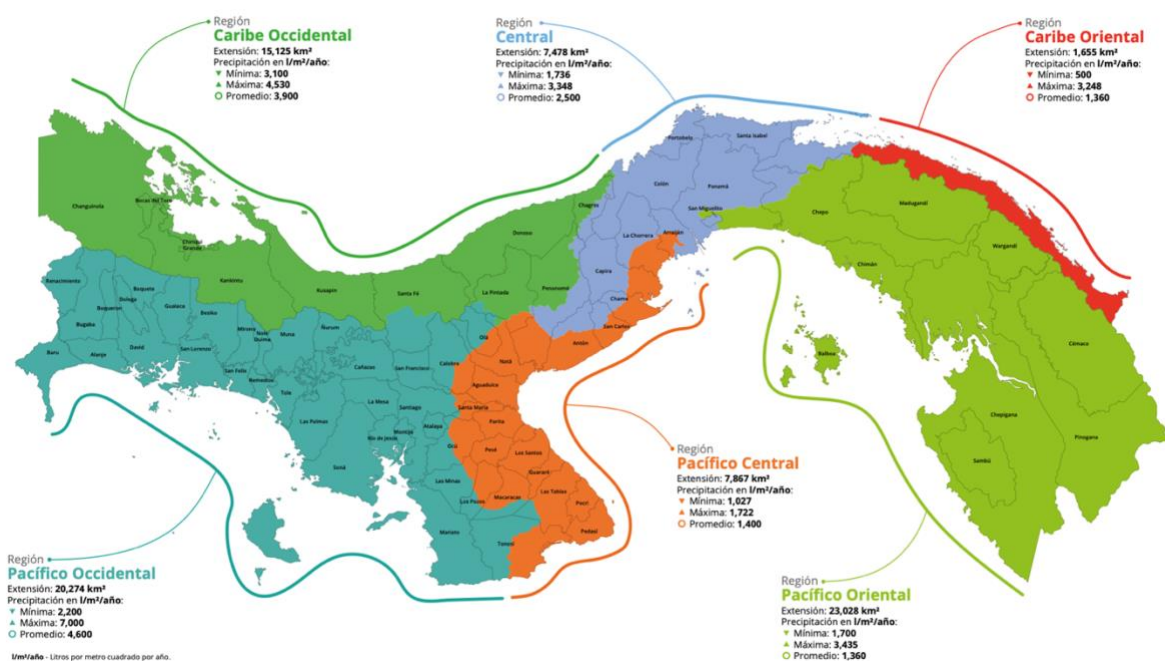 Región
Caribe Occidental
Extensión: 15,125 km²
Precipitación en l/m²/año:
▼ Mínima: 3,100
▲ Máxima: 4,530
O Promedio: 3,900
Región
Central
Extensión: 7,478 km²
Precipitación en l/m²/año:
▼ Mínima: 1,736
▲ Máxima: 3,348
O Promedio: 2,500
Región
Caribe Oriental
Extensión: 1,655 km²
Precipitación en l/m²/año:
▼ Mínima: 500
▲ Máxima: 3,248
O Promedio: 1,360
Portobelo
Santa Isabel
Changuinola
Bocas del Toro
Chiriquí
Grande
Chagres
Colón
Panamá
San Miguelito
Donoso
La Chorrera
Arraiján
Chepo
Madugandí
Wargandí
Chimán
Renacimiento
Boquete
Dolega
Boquerón
Gualaca
Bugaba
Besiko
Kankintú
Kusapín
Santa Fé
La Pintada
Penonomé
Capira
Chame
San Carlos
Mirono
Nole
Duima
Muna
Ñurum
Olá
Antón
Natá
Baru
Alanje
David
San Lorenzo
San Felix
Remedios
Tole
Cañazas
San Francisco
Calobre
Aguadulce
Balboa
Cémaco
Las Palmas
La Mesa
Santiago
Santa María
Atalaya
Montijo
Río de Jesús
Parita
Chepigana
Pinogana
Sambú
Soná
Ocú
Pesé
Los Santos
Guararé
Las Minas
Los Pozos
Macaracas
Las Tablas
Pocrí
Mariato
Tonosí
Pedasí
Región
Pacífico Central
Extensión: 7,867 km²
Precipitación en l/m²/año:
▼ Mínima: 1,027
▲ Máxima: 1,722
O Promedio: 1,400
Región
Pacífico Occidental
Extensión: 20,274 km²
Precipitación en l/m²/año:
▼ Mínima: 2,200
▲ Máxima: 7,000
O Promedio: 4,600
Región
Pacífico Oriental
Extensión: 23,028 km²
Precipitación en l/m²/año:
▼ Mínima: 1,700
▲ Máxima: 3,435
O Promedio: 1,360
l/m²/año - Litros por metro cuadrado por año.